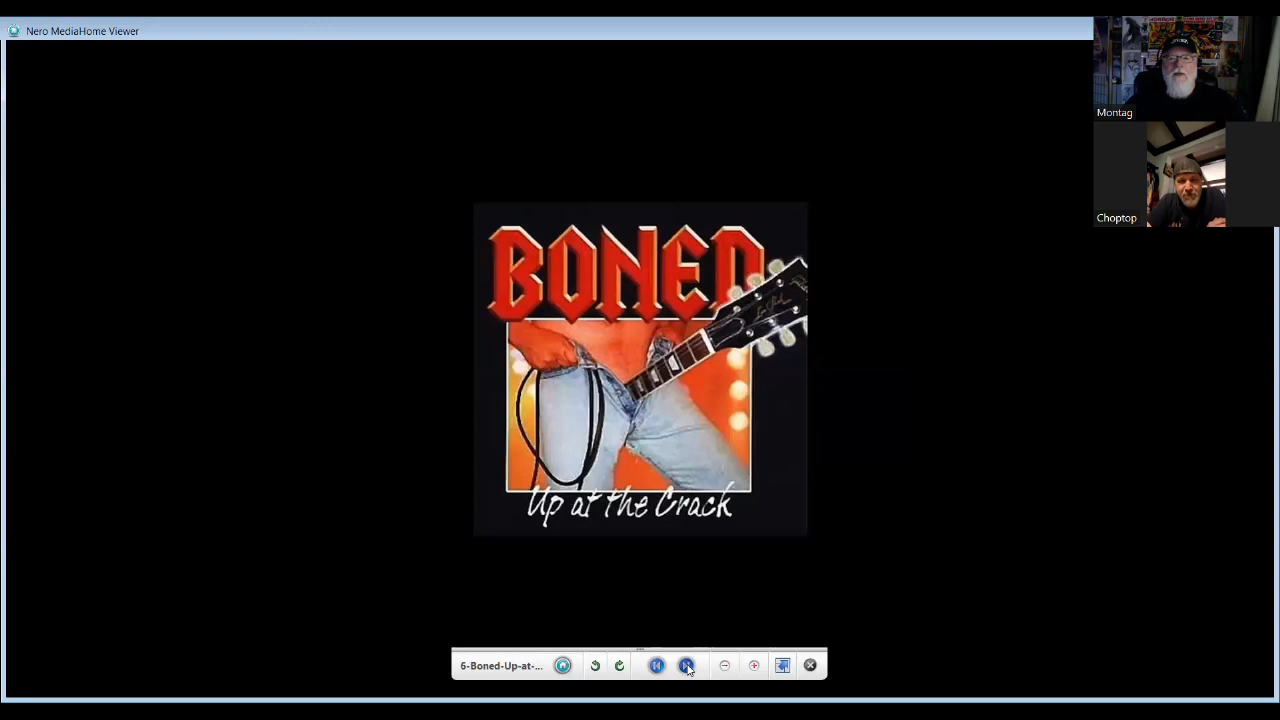 Nero MediaHome Viewer
Montag
Choptop
BONED
Up at the Crack
6-Boned-Up-at-...